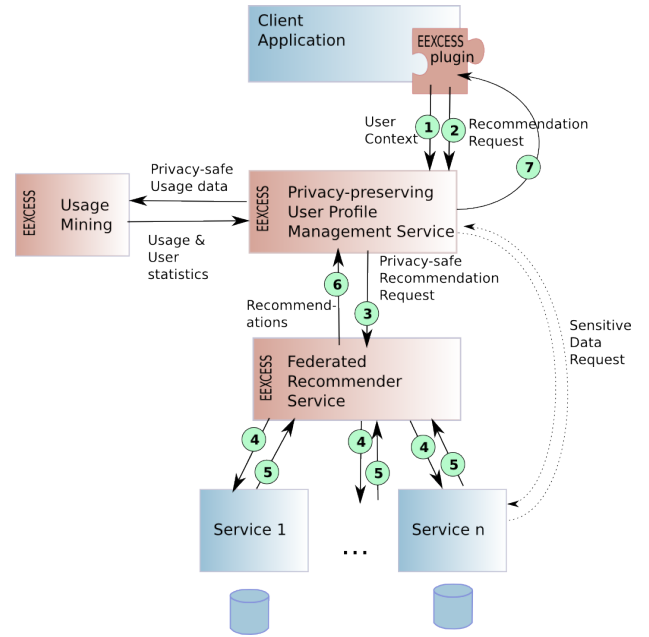 Client
Application
EEXCESS
plugin
User
Context
1
2
Recommendation
Request
7
Privacy-safe
Usage data
EEXCESS
Usage
Mining
EEXCESS
Privacy-preserving
User Profile
Management Service
Usage &
User
statistics
6
Recommend-
ations
3
Privacy-safe
Recommendation
Request
Sensitive
Data
Request
EEXCESS
Federated
Recommender
Service
4
5
4
5
4
5
Service 1
...
Service n